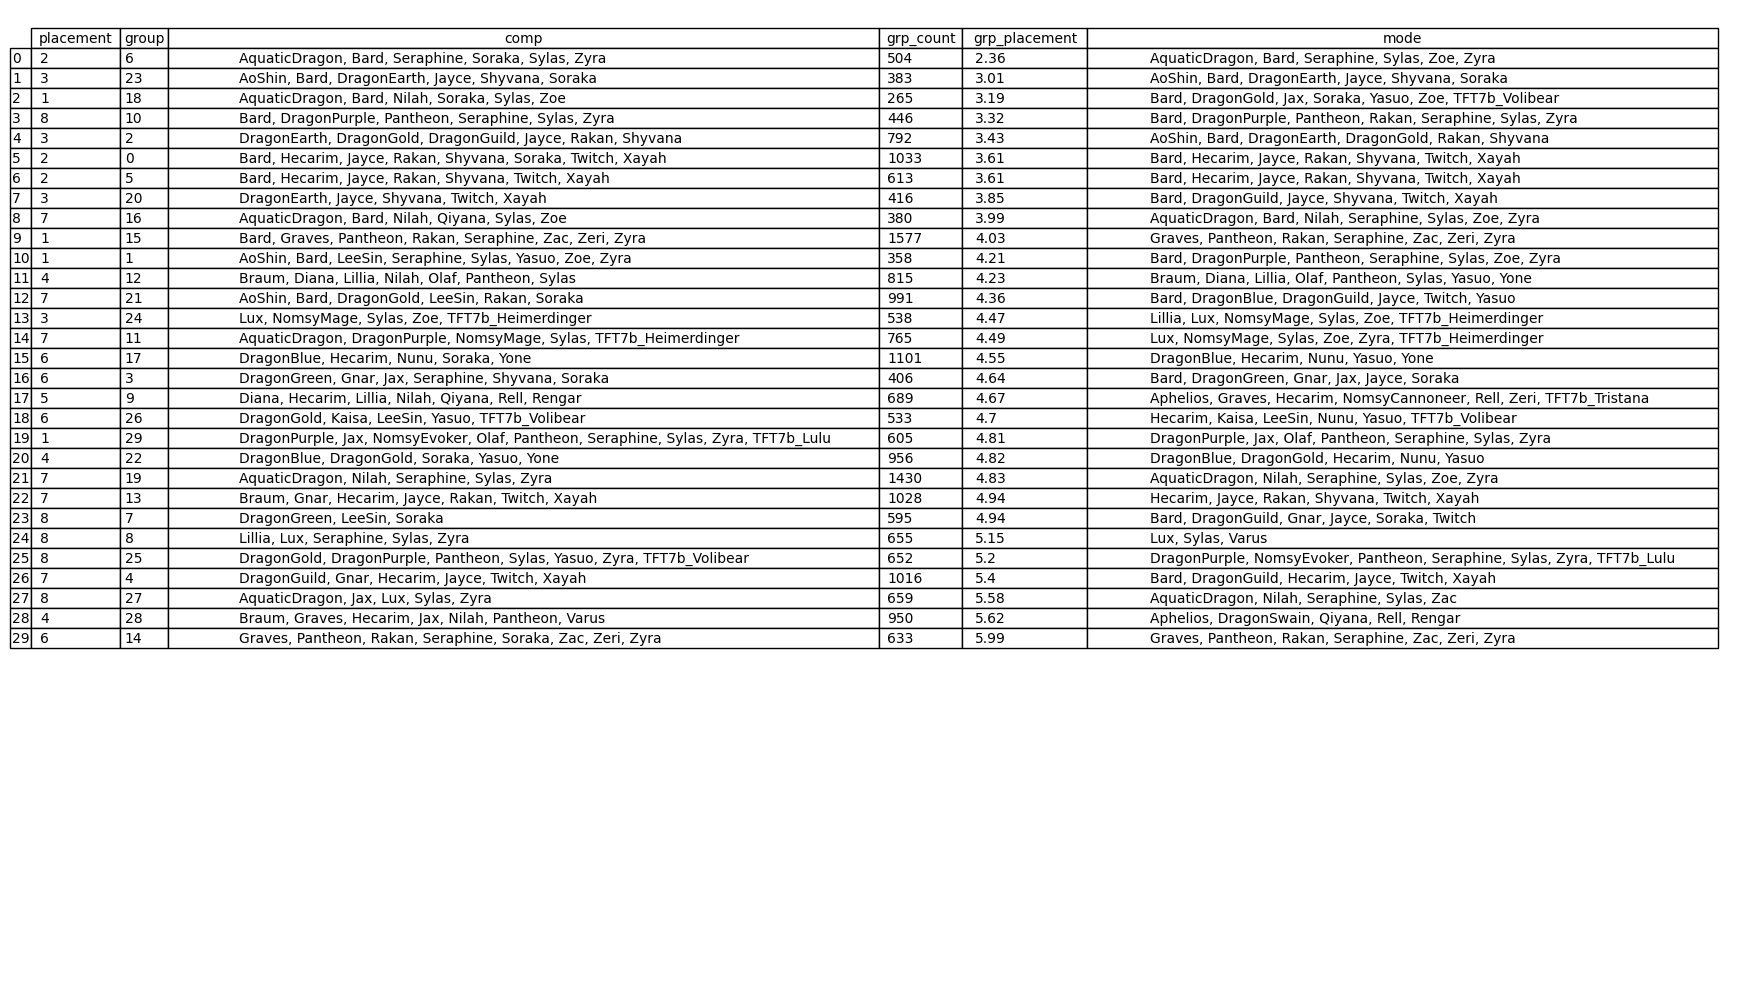 placement group comp grp_count grp_placement mode
0 2 6 AquaticDragon, Bard, Seraphine, Soraka, Sylas, Zyra 504 2.36 AquaticDragon, Bard, Seraphine, Sylas, Zoe, Zyra
1 3 23 AoShin, Bard, DragonEarth, Jayce, Shyvana, Soraka 383 3.01 AoShin, Bard, DragonEarth, Jayce, Shyvana, Soraka
2 1 18 AquaticDragon, Bard, Nilah, Soraka, Sylas, Zoe 265 3.19 Bard, DragonGold, Jax, Soraka, Yasuo, Zoe, TFT7b_Volibear
3 8 10 Bard, DragonPurple, Pantheon, Seraphine, Sylas, Zyra 446 3.32 Bard, DragonPurple, Pantheon, Rakan, Seraphine, Sylas, Zyra
4 3 2 DragonEarth, DragonGold, DragonGuild, Jayce, Rakan, Shyvana 792 3.43 AoShin, Bard, DragonEarth, DragonGold, Rakan, Shyvana
5 2 0 Bard, Hecarim, Jayce, Rakan, Shyvana, Soraka, Twitch, Xayah 1033 3.61 Bard, Hecarim, Jayce, Rakan, Shyvana, Twitch, Xayah
6 2 5 Bard, Hecarim, Jayce, Rakan, Shyvana, Twitch, Xayah 613 3.61 Bard, Hecarim, Jayce, Rakan, Shyvana, Twitch, Xayah
7 3 20 DragonEarth, Jayce, Shyvana, Twitch, Xayah 416 3.85 Bard, DragonGuild, Jayce, Shyvana, Twitch, Xayah
8 7 16 AquaticDragon, Bard, Nilah, Qiyana, Sylas, Zoe 380 3.99 AquaticDragon, Bard, Nilah, Seraphine, Sylas, Zoe, Zyra
9 1 15 Bard, Graves, Pantheon, Rakan, Seraphine, Zac, Zeri, Zyra 1577 4.03 Graves, Pantheon, Rakan, Seraphine, Zac, Zeri, Zyra
10 1 1 AoShin, Bard, LeeSin, Seraphine, Sylas, Yasuo, Zoe, Zyra 358 4.21 Bard, DragonPurple, Pantheon, Seraphine, Sylas, Zoe, Zyra
11 4 12 Braum, Diana, Lillia, Nilah, Olaf, Pantheon, Sylas 815 4.23 Braum, Diana, Lillia, Olaf, Pantheon, Sylas, Yasuo, Yone
12 7 21 AoShin, Bard, DragonGold, LeeSin, Rakan, Soraka 991 4.36 Bard, DragonBlue, DragonGuild, Jayce, Twitch, Yasuo
13 3 24 Lux, NomsyMage, Sylas, Zoe, TFT7b_Heimerdinger 538 4.47 Lillia, Lux, NomsyMage, Sylas, Zoe, TFT7b_Heimerdinger
14 7 11 AquaticDragon, DragonPurple, NomsyMage, Sylas, TFT7b_Heimerdinger 765 4.49 Lux, NomsyMage, Sylas, Zoe, Zyra, TFT7b_Heimerdinger
15 6 17 DragonBlue, Hecarim, Nunu, Soraka, Yone 1101 4.55 DragonBlue, Hecarim, Nunu, Yasuo, Yone
16 6 3 DragonGreen, Gnar, Jax, Seraphine, Shyvana, Soraka 406 4.64 Bard, DragonGreen, Gnar, Jax, Jayce, Soraka
17 5 9 Diana, Hecarim, Lillia, Nilah, Qiyana, Rell, Rengar 689 4.67 Aphelios, Graves, Hecarim, NomsyCannoneer, Rell, Zeri, TFT7b_Tristana
18 6 26 DragonGold, Kaisa, LeeSin, Yasuo, TFT7b_Volibear 533 4.7 Hecarim, Kaisa, LeeSin, Nunu, Yasuo, TFT7b_Volibear
19 1 29 DragonPurple, Jax, NomsyEvoker, Olaf, Pantheon, Seraphine, Sylas, Zyra, TFT7b_Lulu 605 4.81 DragonPurple, Jax, Olaf, Pantheon, Seraphine, Sylas, Zyra
20 4 22 DragonBlue, DragonGold, Soraka, Yasuo, Yone 956 4.82 DragonBlue, DragonGold, Hecarim, Nunu, Yasuo
21 7 19 AquaticDragon, Nilah, Seraphine, Sylas, Zyra 1430 4.83 AquaticDragon, Nilah, Seraphine, Sylas, Zoe, Zyra
22 7 13 Braum, Gnar, Hecarim, Jayce, Rakan, Twitch, Xayah 1028 4.94 Hecarim, Jayce, Rakan, Shyvana, Twitch, Xayah
23 8 7 DragonGreen, LeeSin, Soraka 595 4.94 Bard, DragonGuild, Gnar, Jayce, Soraka, Twitch
24 8 8 Lillia, Lux, Seraphine, Sylas, Zyra 655 5.15 Lux, Sylas, Varus
25 8 25 DragonGold, DragonPurple, Pantheon, Sylas, Yasuo, Zyra, TFT7b_Volibear 652 5.2 DragonPurple, NomsyEvoker, Pantheon, Seraphine, Sylas, Zyra, TFT7b_Lulu
26 7 4 DragonGuild, Gnar, Hecarim, Jayce, Twitch, Xayah 1016 5.4 Bard, DragonGuild, Hecarim, Jayce, Twitch, Xayah
27 8 27 AquaticDragon, Jax, Lux, Sylas, Zyra 659 5.58 AquaticDragon, Nilah, Seraphine, Sylas, Zac
28 4 28 Braum, Graves, Hecarim, Jax, Nilah, Pantheon, Varus 950 5.62 Aphelios, DragonSwain, Qiyana, Rell, Rengar
29 6 14 Graves, Pantheon, Rakan, Seraphine, Soraka, Zac, Zeri, Zyra 633 5.99 Graves, Pantheon, Rakan, Seraphine, Zac, Zeri, Zyra